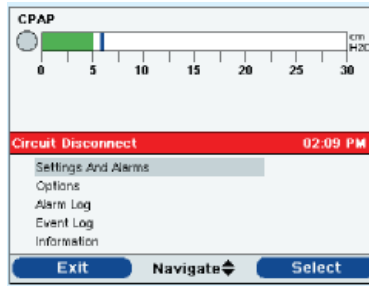 CPAP
cm
H2O
0 5 10 15 20 25 30
Circuit Disconnect 02:09 PM
Settings And Alarms
Options
Alarm Log
Event Log
Information
Exit Navigate Select